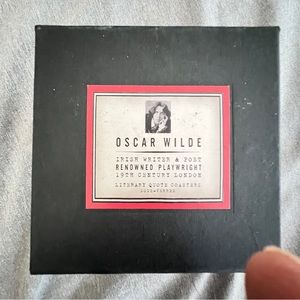 OSCAR WILDE
IRISH WRITER & POET
RENOWNED PLAYWRIGHT
19TH CENTURY LONDON
LITERARY QUOTE COASTERS